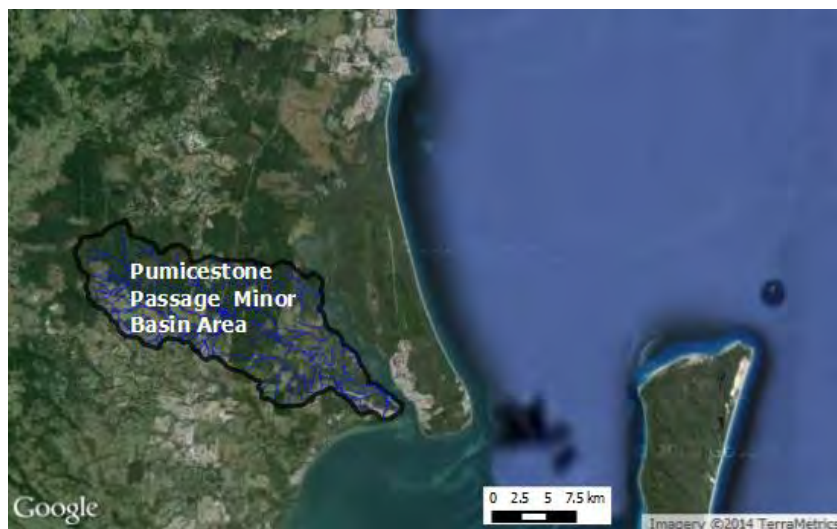 Pumicestone
Passage Minor
Basin Area
0 2.5 5 7.5 km
Google
Imagery ©2014 TerraMetrics